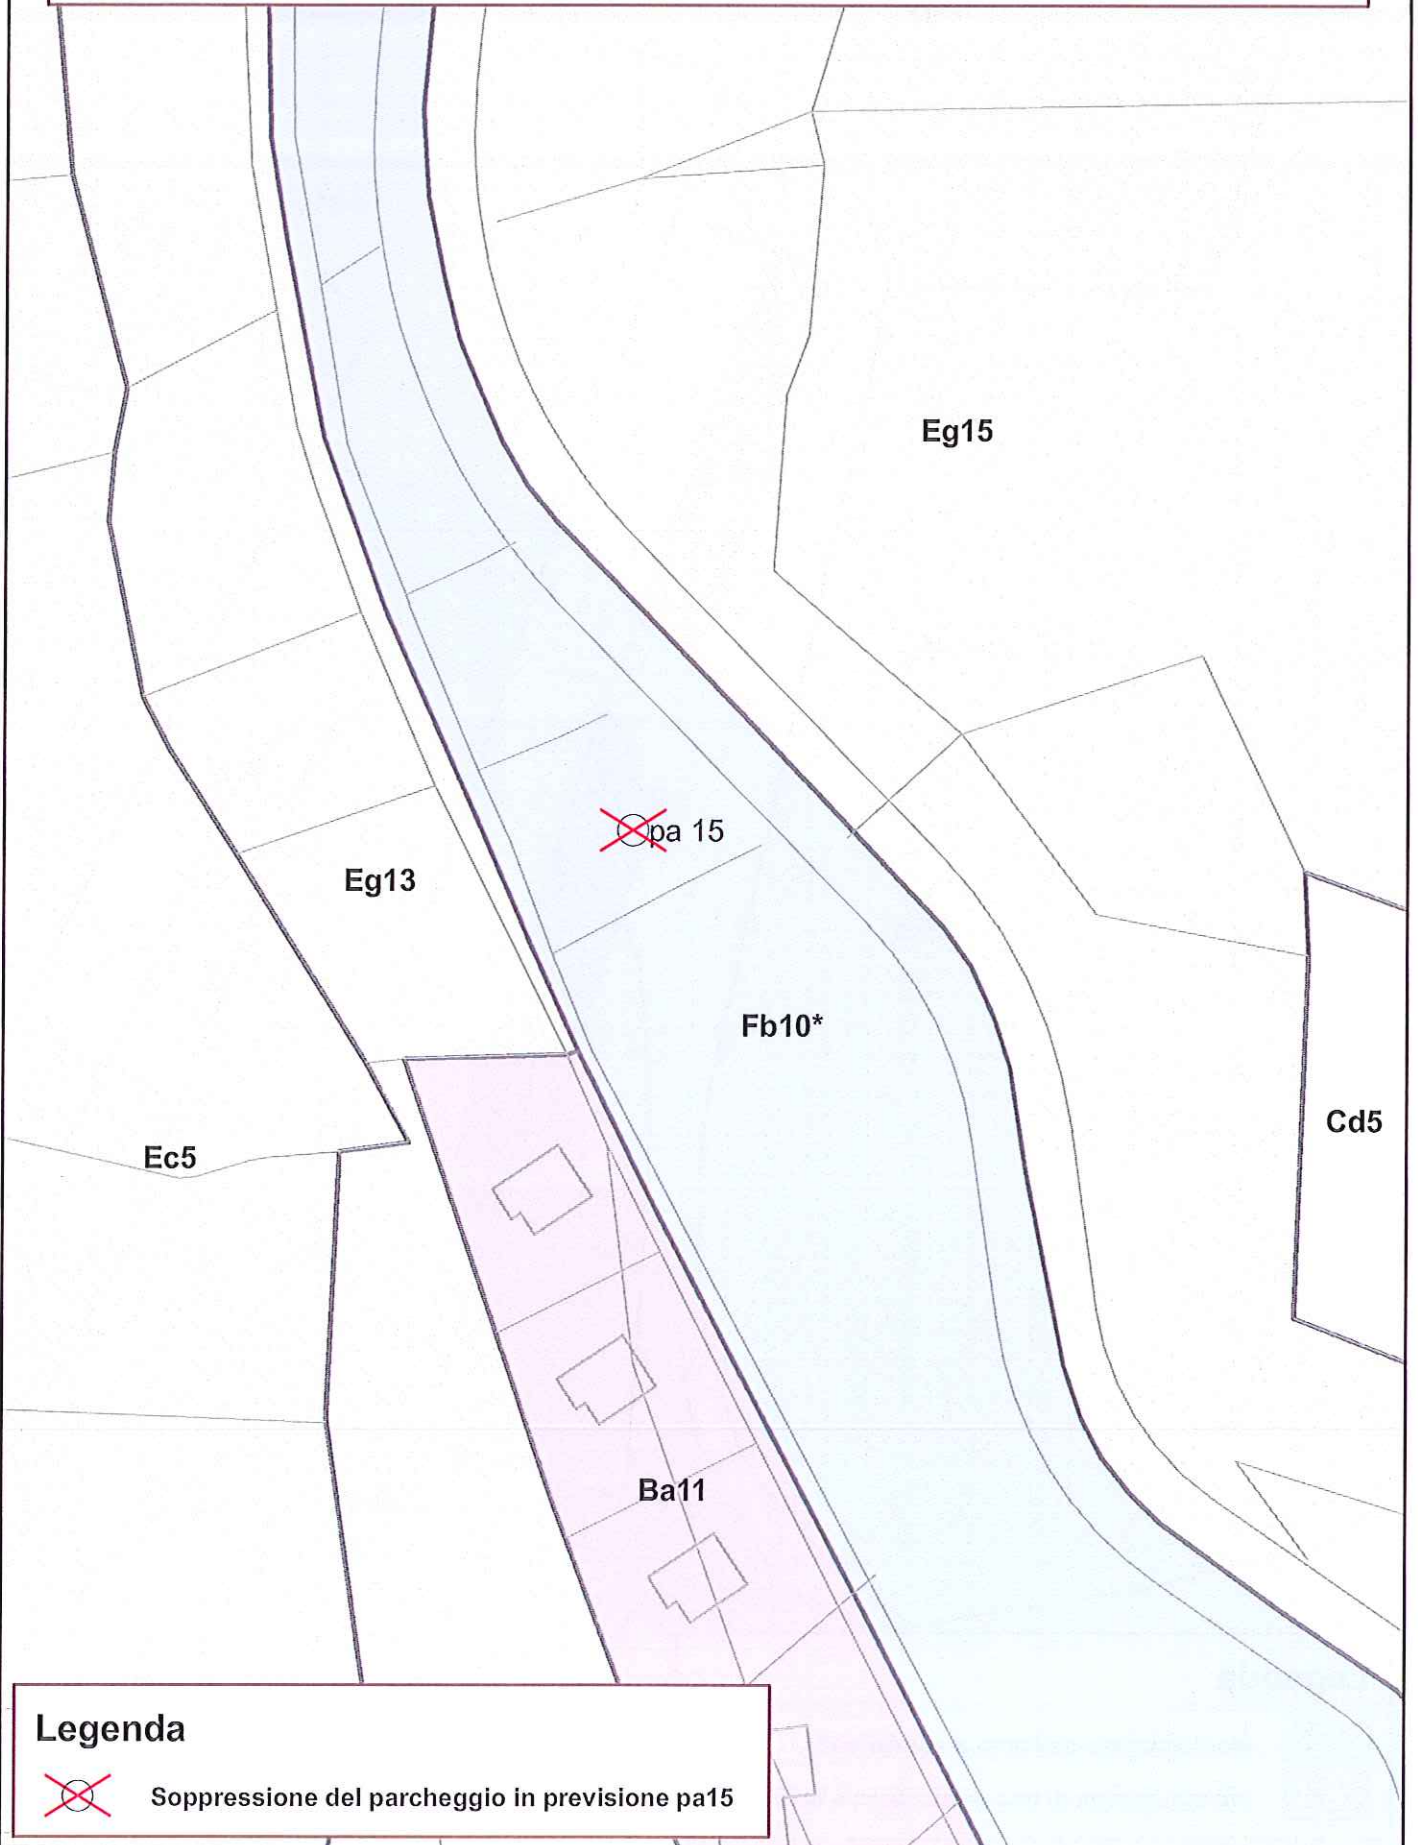 Eg15
pa 15
Eg13
Fb10*
Cd5
Ec5
Ba11
Legenda
Soppressione del parcheggio in previsione pa15